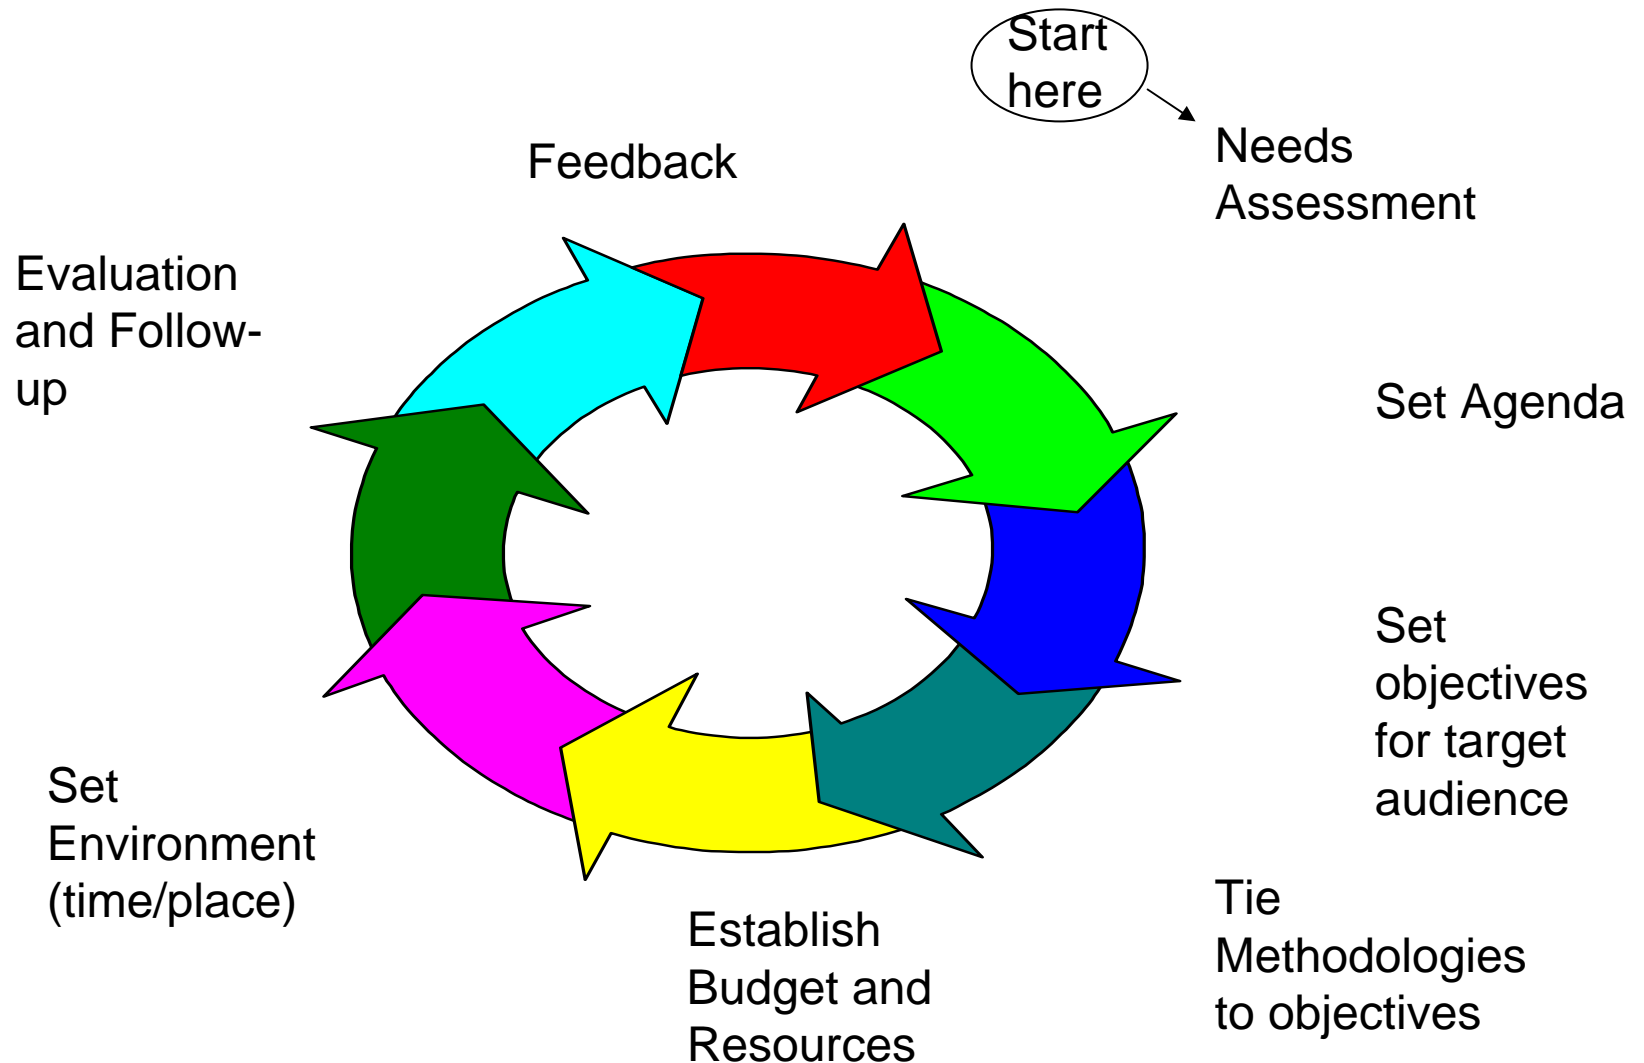 Start
here
Needs
Assessment
Set Agenda
Set
objectives
for target
audience
Tie
Methodologies
to objectives
Establish
Budget and
Resources
Set
Environment
(time/place)
Evaluation
and Follow-
up
Feedback